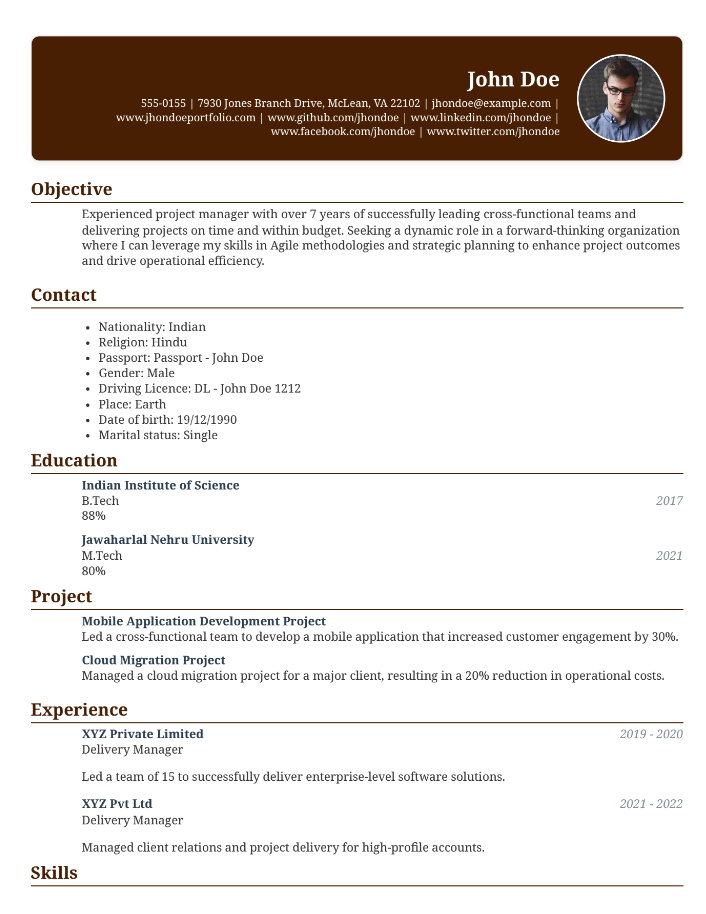 John Doe
555-0155 | 7930 Jones Branch Drive, McLean, VA 22102 | jhondoe@example.com |
www.jhondoeportfolio.com | www.github.com/jhondoe | www.linkedin.com/jhondoe |
www.facebook.com/jhondoe | www.twitter.com/jhondoe
Objective
Experienced project manager with over 7 years of successfully leading cross-functional teams and
delivering projects on time and within budget. Seeking a dynamic role in a forward-thinking organization
where I can leverage my skills in Agile methodologies and strategic planning to enhance project outcomes
and drive operational efficiency.
Contact
• Nationality: Indian
• Religion: Hindu
• Passport: Passport - John Doe
• Gender: Male
• Driving Licence: DL - John Doe 1212
• Place: Earth
• Date of birth: 19/12/1990
• Marital status: Single
Education
Indian Institute of Science
B.Tech 2017
88%
Jawaharlal Nehru University
M.Tech 2021
80%
Project
Mobile Application Development Project
Led a cross-functional team to develop a mobile application that increased customer engagement by 30%.
Cloud Migration Project
Managed a cloud migration project for a major client, resulting in a 20% reduction in operational costs.
Experience
XYZ Private Limited 2019 - 2020
Delivery Manager
Led a team of 15 to successfully deliver enterprise-level software solutions.
XYZ Pvt Ltd 2021 - 2022
Delivery Manager
Managed client relations and project delivery for high-profile accounts.
Skills